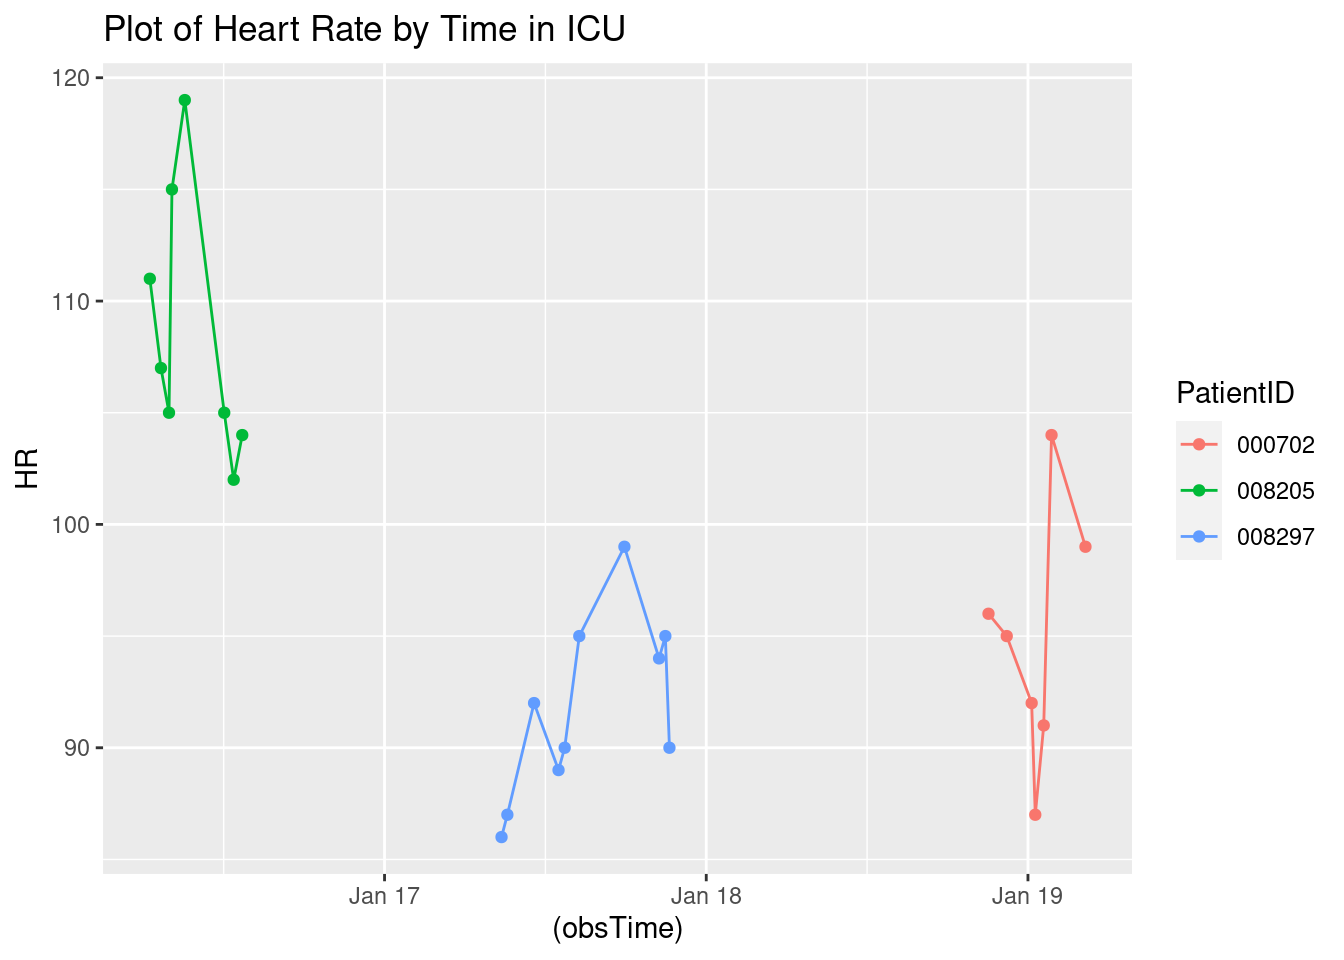 Plot of Heart Rate by Time in ICU
120
110
100
90
HR
Jan 17
Jan 18
Jan 19
(obsTime)
PatientID
000702
008205
008297